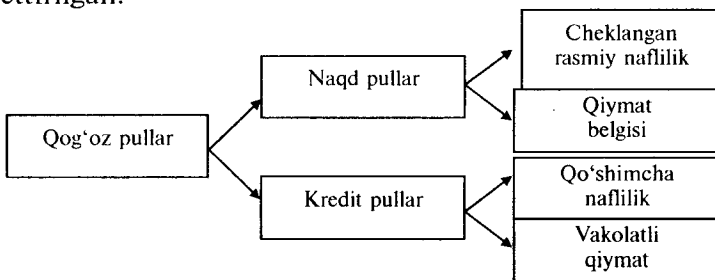 Cheklangan
rasmiy naflilik
Naqd pullar
Qiymat
belgisi
Qog‘oz pullar
Qo‘shimcha
naflilik
Kredit pullar
Vakolatli
qiymat